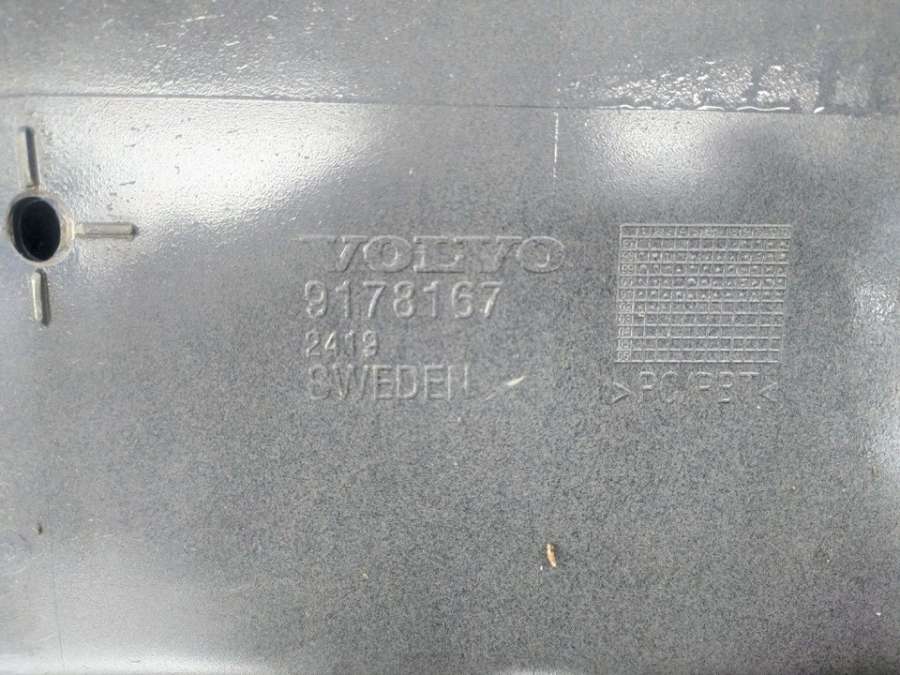 VOLVO
9178167
2419
SWEDEN
>PC/PBT<